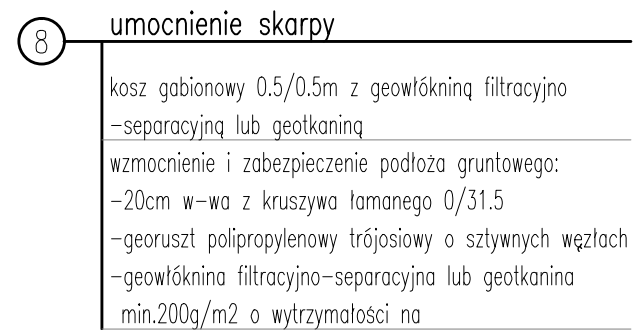 8
umocnienie skarpy
kosz gabionowy 0.5/0.5m z geowłókniną filtracyjno
-separacyjną lub geotkaniną
wzmocnienie i zabezpieczenie podłoża gruntowego:
-20cm w-wa z kruszywa łamanego 0/31.5
-georuszt polipropylenowy trójosiowy o sztywnych węzłach
-geowłóknina filtracyjno-separacyjna lub geotkanina
min.200g/m2 o wytrzymałości na